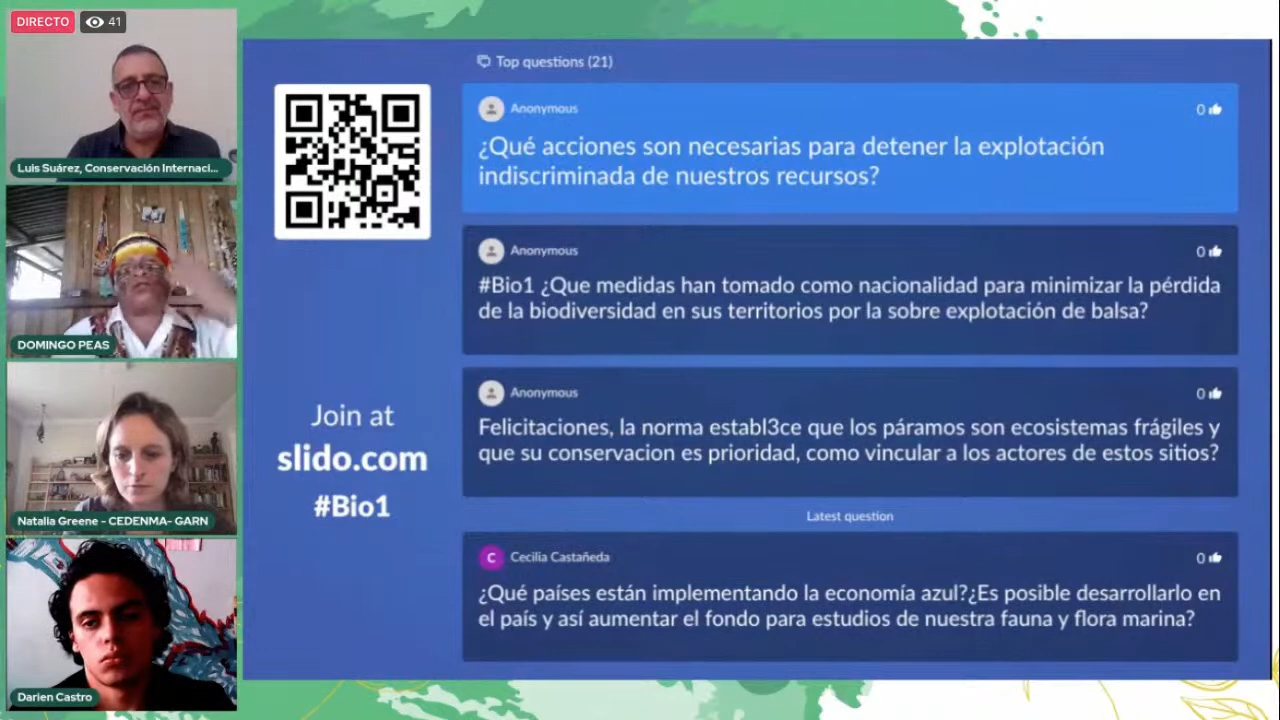 DIRECTO
41
Luis Suárez, Conservación Internaci...
DOMINGO PEAS
Natalia Greene - CEDENMA- GARN
Darien Castro
Join at
slido.com
#Bio1
Top questions (21)
Anonymous
0
¿Qué acciones son necesarias para detener la explotación
indiscriminada de nuestros recursos?
Anonymous
0
#Bio1 ¿Que medidas han tomado como nacionalidad para minimizar la pérdida
de la biodiversidad en sus territorios por la sobre explotación de balsa?
Anonymous
0
Felicitaciones, la norma establ3ce que los páramos son ecosistemas frágiles y
que su conservacion es prioridad, como vincular a los actores de estos sitios?
Latest question
C
Cecilia Castañeda
0
¿Qué países están implementando la economía azul?¿Es posible desarrollarlo en
el país y así aumentar el fondo para estudios de nuestra fauna y flora marina?